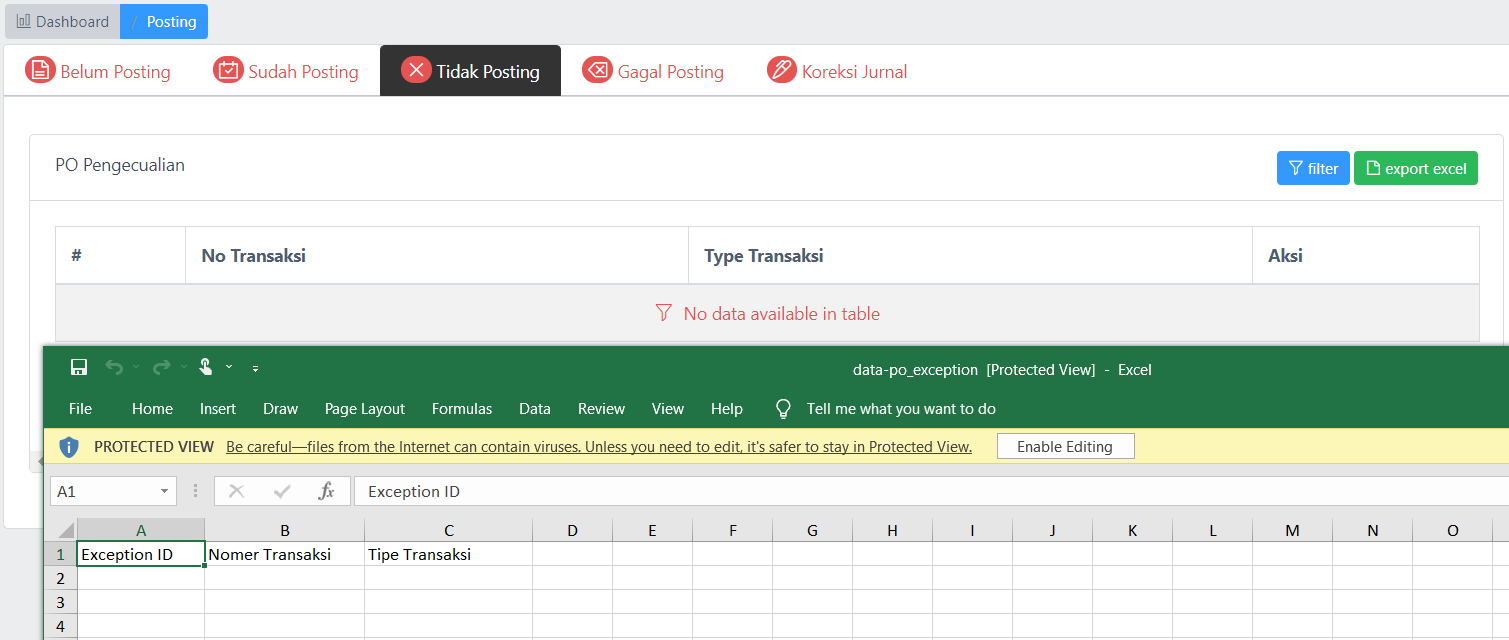 Dashboard / Posting
Belum Posting Sudah Posting Tidak Posting Gagal Posting Koreksi Jurnal
PO Pengecualian filter export excel
# No Transaksi Type Transaksi Aksi
No data available in table
data-po_exception [Protected View] - Excel
File Home Insert Draw Page Layout Formulas Data Review View Help Tell me what you want to do
PROTECTED VIEW Be careful—files from the Internet can contain viruses. Unless you need to edit, it's safer to stay in Protected View. Enable Editing
A1 fx Exception ID
A B C D E F G H I J K L M N O
1 Exception ID Nomer Transaksi Tipe Transaksi
2
3
4